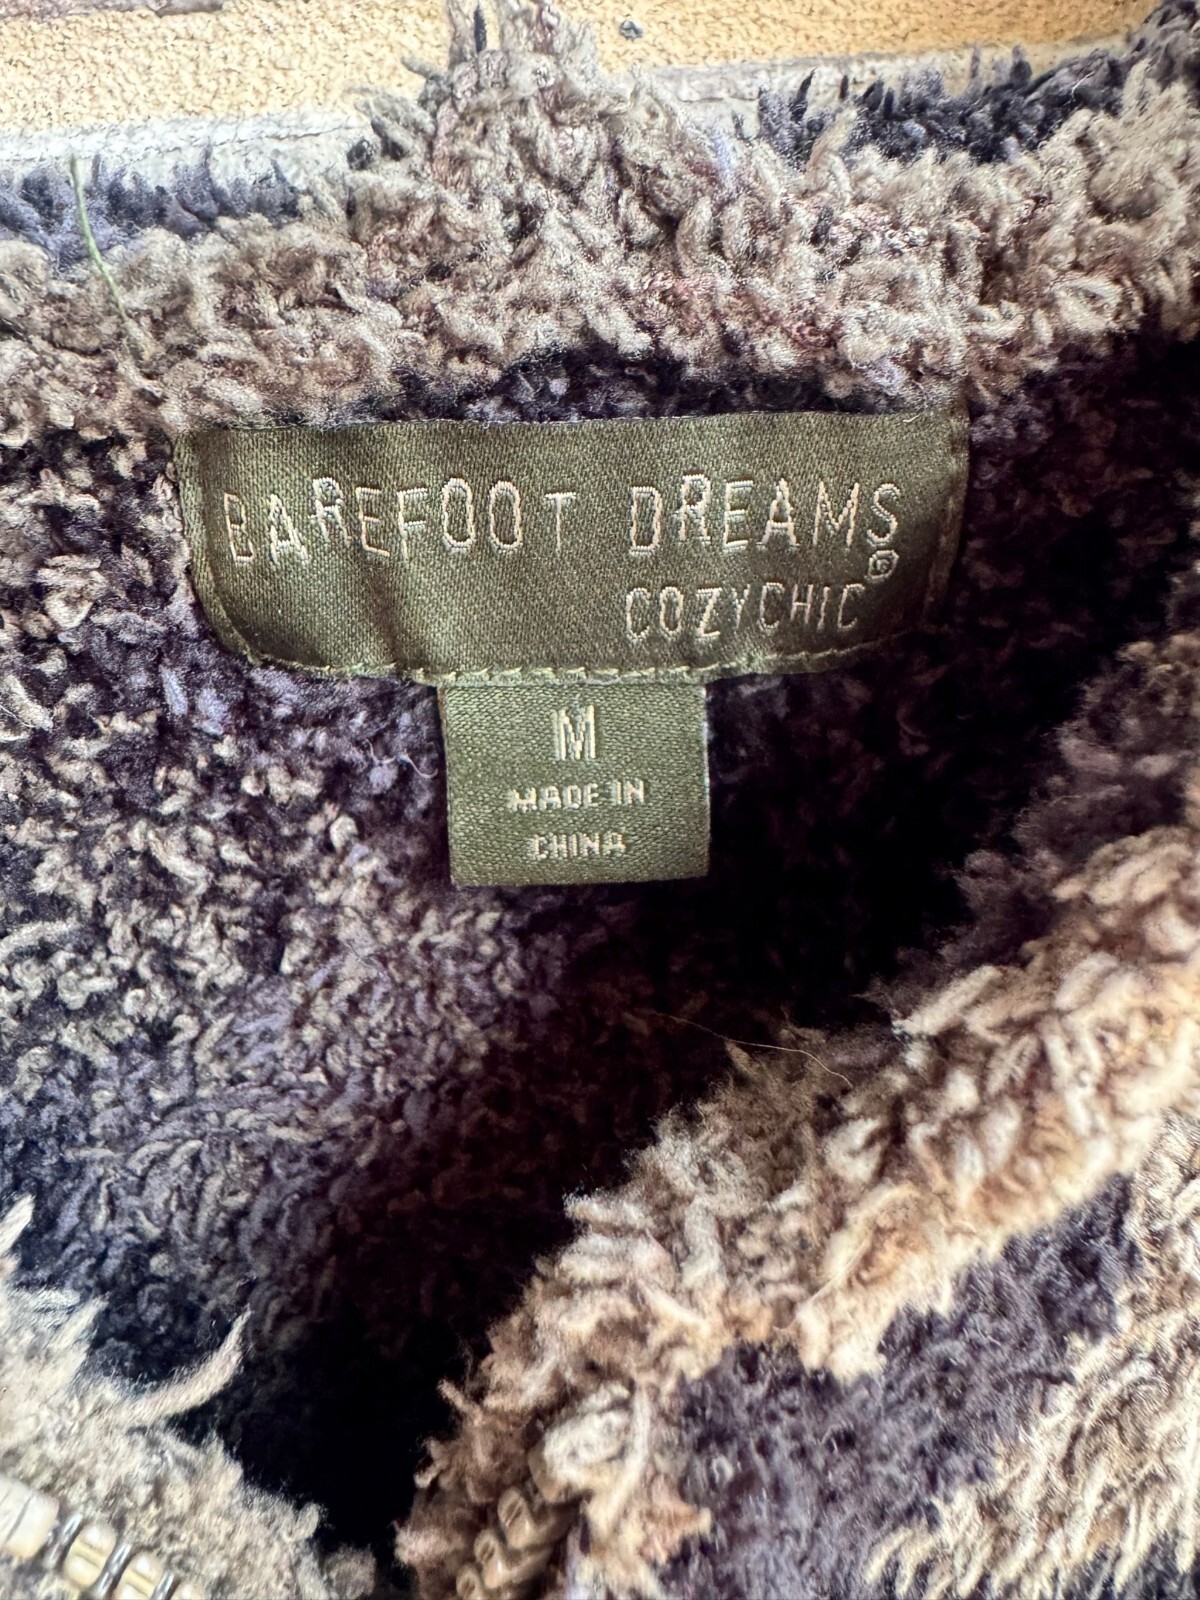 BAREFOOT DREAMS
©
COZYCHIC
M
MADE IN
CHINA